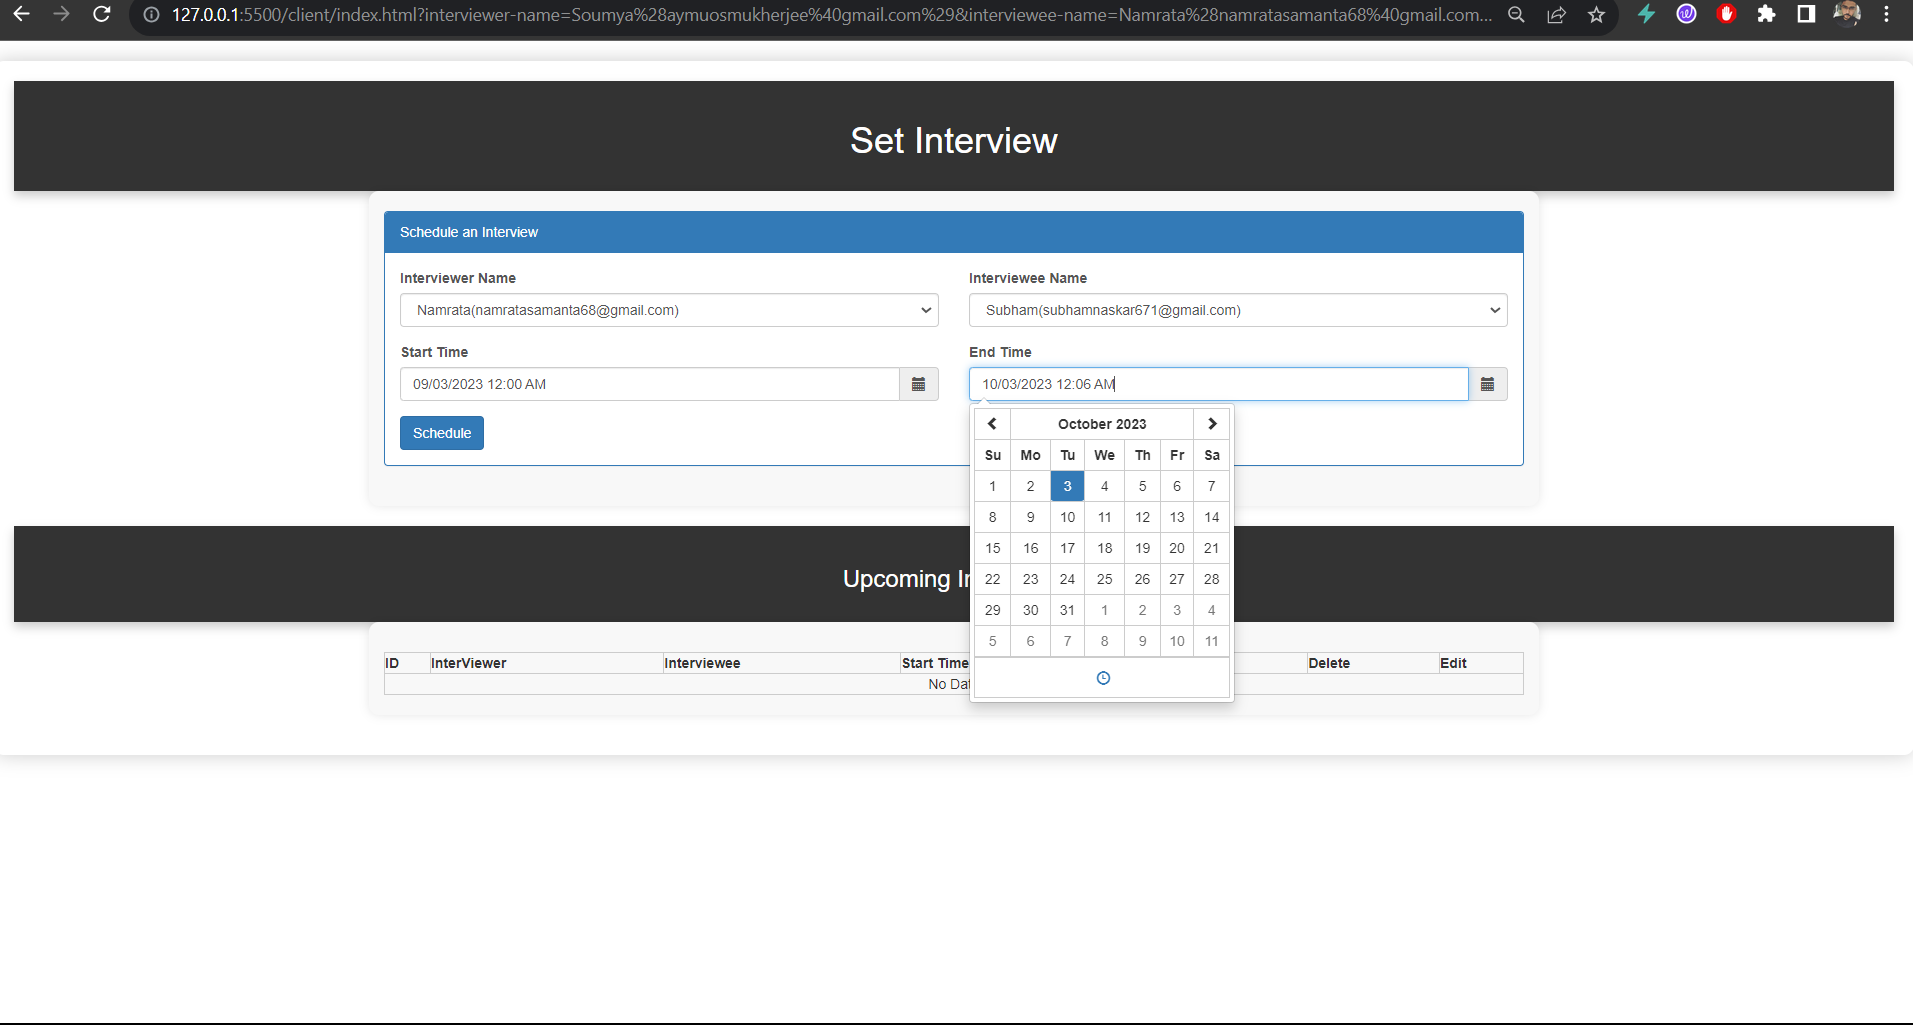 127.0.0.1:5500/client/index.html?interviewer-name=Soumya%28aymuosmukherjee%40gmail.com%29&interviewee-name=Namrata%28namratasamanta68%40gmail.com...
Set Interview
Schedule an Interview
Interviewer Name Interviewee Name
Namrata(namratasamanta68@gmail.com) Subham(subhamnaskar671@gmail.com)
Start Time End Time
09/03/2023 12:00 AM 10/03/2023 12:06 AM
Schedule
October 2023
Su Mo Tu We Th Fr Sa
1 2 3 4 5 6 7
8 9 10 11 12 13 14
15 16 17 18 19 20 21
22 23 24 25 26 27 28
29 30 31 1 2 3 4
5 6 7 8 9 10 11
Upcoming In
ID InterViewer Interviewee Start Time Delete Edit
No Dat